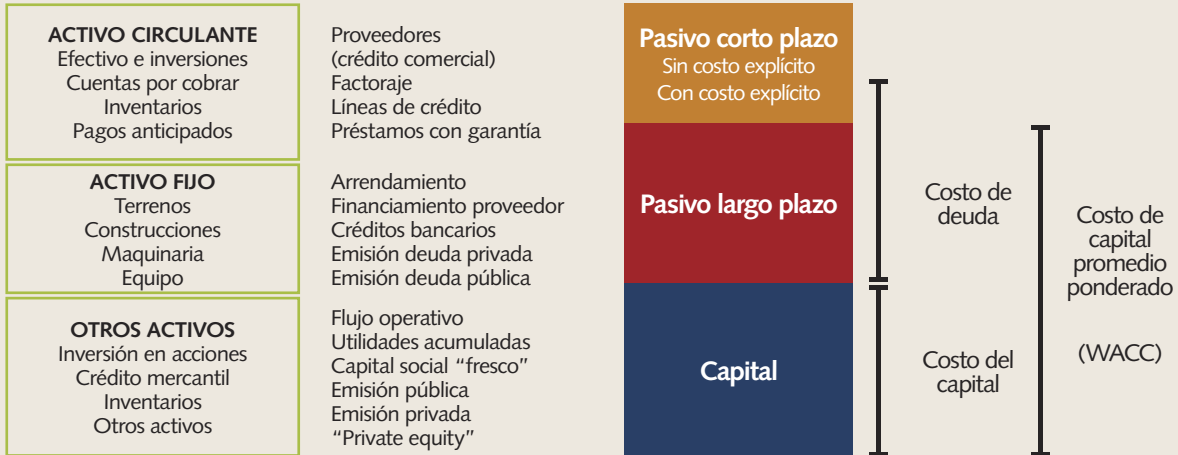 ACTIVO CIRCULANTE
Efectivo e inversiones
Cuentas por cobrar
Inventarios
Pagos anticipados
Proveedores
(crédito comercial)
Factoraje
Líneas de crédito
Préstamos con garantía
Pasivo corto plazo
Sin costo explícito
Con costo explícito
ACTIVO FIJO
Terrenos
Construcciones
Maquinaria
Equipo
Arrendamiento
Financiamiento proveedor
Créditos bancarios
Emisión deuda privada
Emisión deuda pública
Pasivo largo plazo
OTROS ACTIVOS
Inversión en acciones
Crédito mercantil
Inventarios
Otros activos
Flujo operativo
Utilidades acumuladas
Capital social “fresco”
Emisión pública
Emisión privada
“Private equity”
Capital
Costo de
deuda
Costo del
capital
Costo de
capital
promedio
ponderado
(WACC)